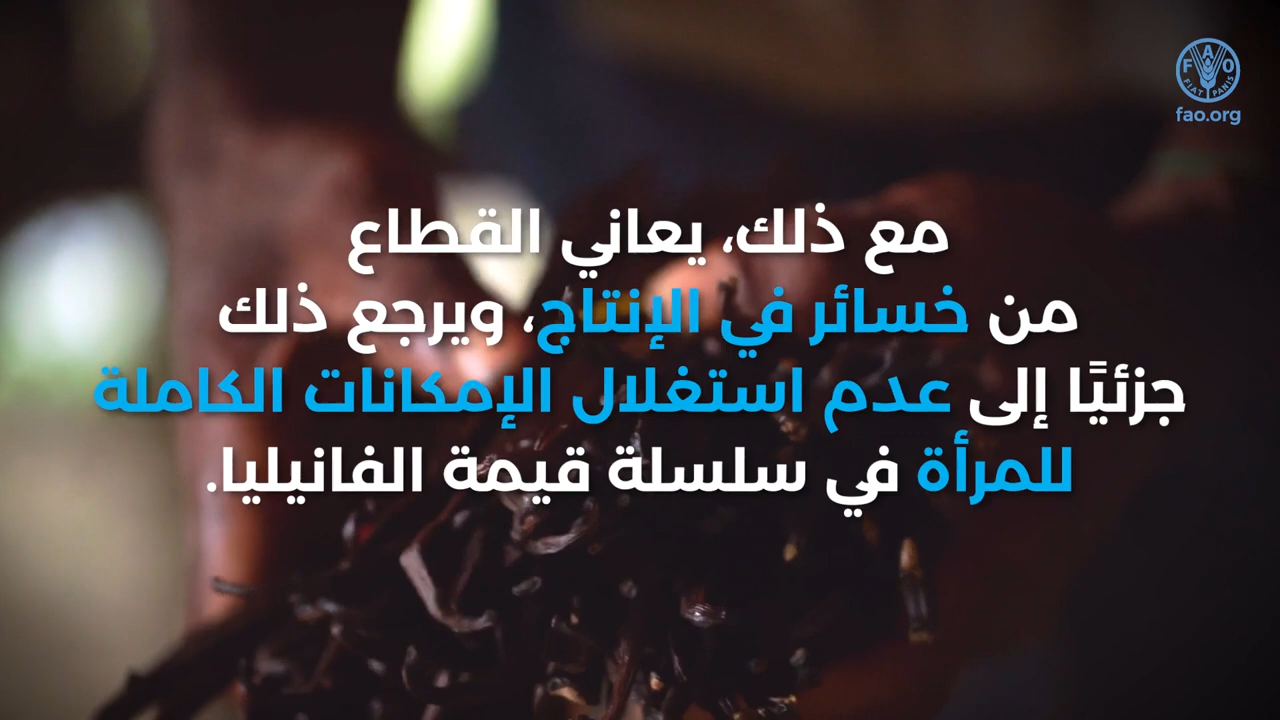 FAO
FIAT PANIS
fao.org
مع ذلك، يعاني القطاع
من خسائر في الإنتاج، ويرجع ذلك
جزئيًا إلى عدم استغلال الإمكانات الكاملة
للمرأة في سلسلة قيمة الفانيليا.